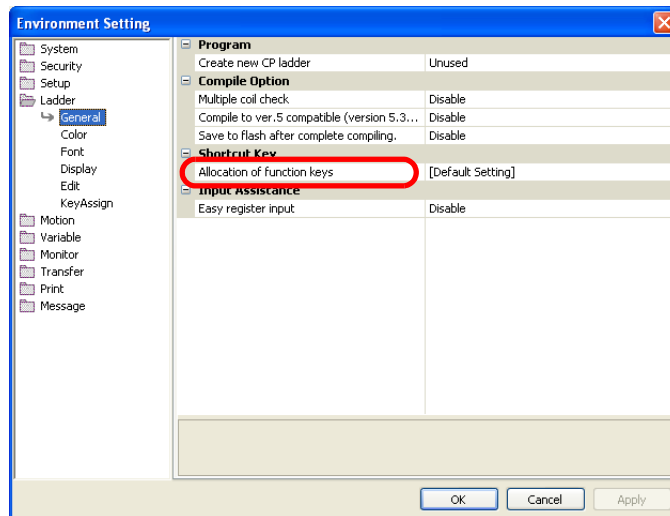 Environment Setting
System
Security
Setup
Ladder
General
Color
Font
Display
Edit
KeyAssign
Motion
Variable
Monitor
Transfer
Print
Message
Program
Create new CP ladder Unused
Compile Option
Multiple coil check Disable
Compile to ver.5 compatible (version 5.3... Disable
Save to flash after complete compiling. Disable
Shortcut Key
Allocation of function keys [Default Setting]
Input Assistance
Easy register input Disable
OK Cancel Apply